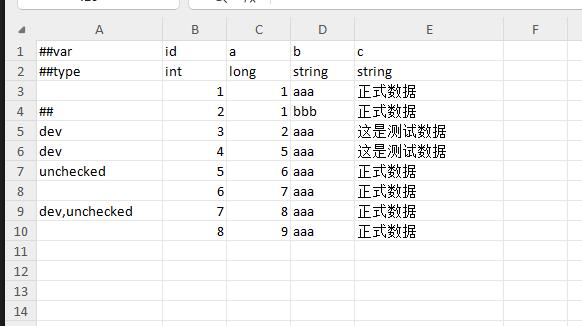 A B C D E F
1 ##var id a b c
2 ##type int long string string
3 1 1 aaa 正式数据
4 ## 2 1 bbb 正式数据
5 dev 3 2 aaa 这是测试数据
6 dev 4 5 aaa 这是测试数据
7 unchecked 5 6 aaa 正式数据
8 6 7 aaa 正式数据
9 dev,unchecked 7 8 aaa 正式数据
10 8 9 aaa 正式数据
11
12
13
14